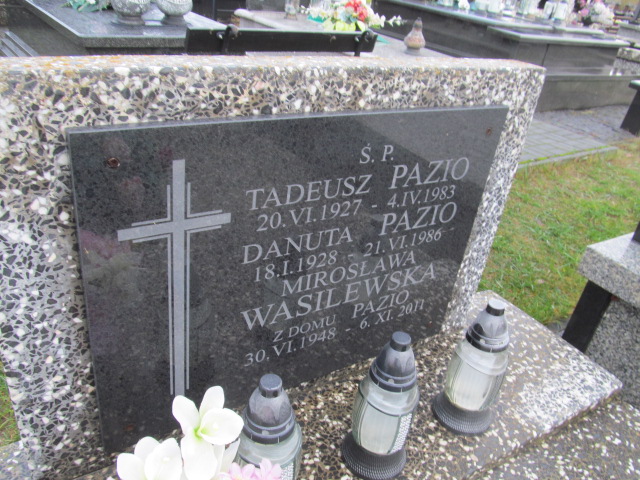 Ś. P.
TADEUSZ PAZIO
20. VI. 1927 - 4. IV. 1983
DANUTA PAZIO
18. I. 1928 - 21. VI. 1986
MIROSŁAWA
WASILEWSKA
Z DOMU PAZIO
30. VI. 1948 - 6. XI. 2011